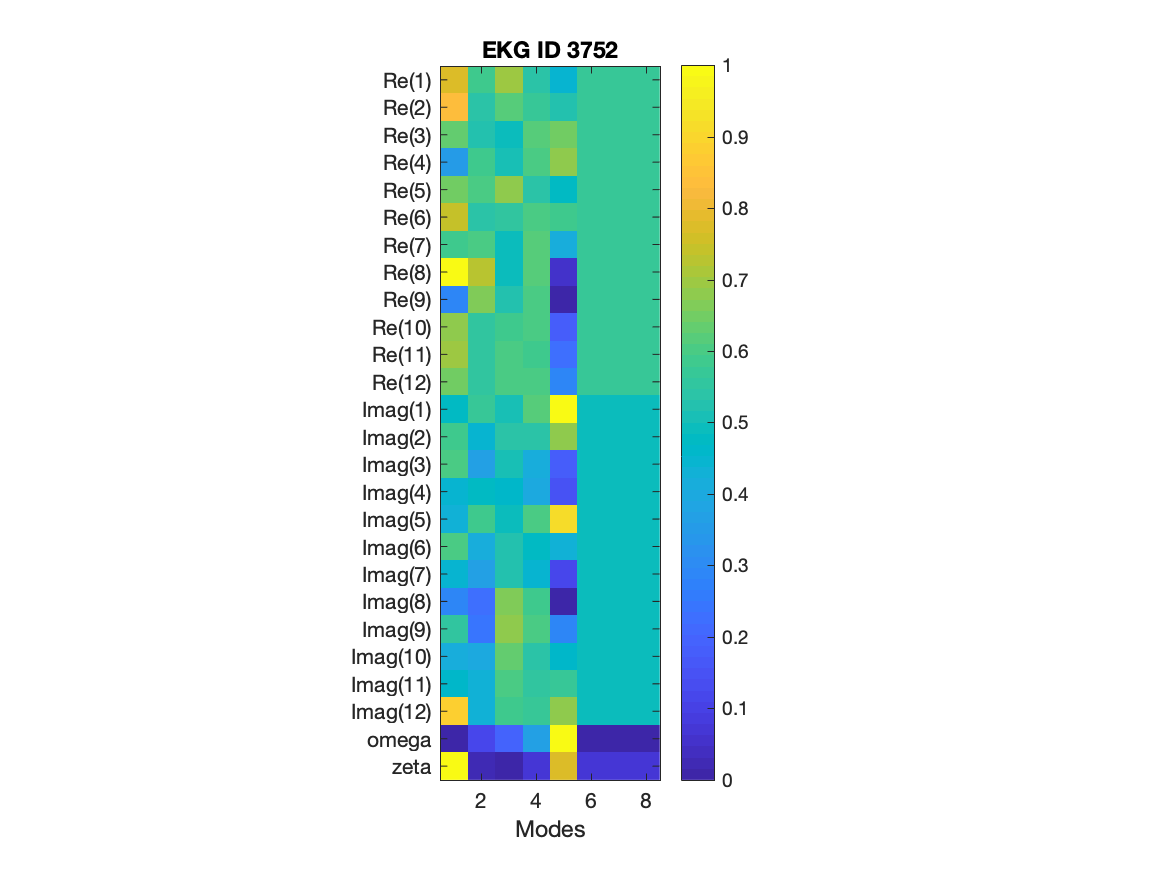 EKG ID 3752
Re(1)
Re(2)
Re(3)
Re(4)
Re(5)
Re(6)
Re(7)
Re(8)
Re(9)
Re(10)
Re(11)
Re(12)
Imag(1)
Imag(2)
Imag(3)
Imag(4)
Imag(5)
Imag(6)
Imag(7)
Imag(8)
Imag(9)
Imag(10)
Imag(11)
Imag(12)
omega
zeta
2 4 6 8
Modes
1
0.9
0.8
0.7
0.6
0.5
0.4
0.3
0.2
0.1
0